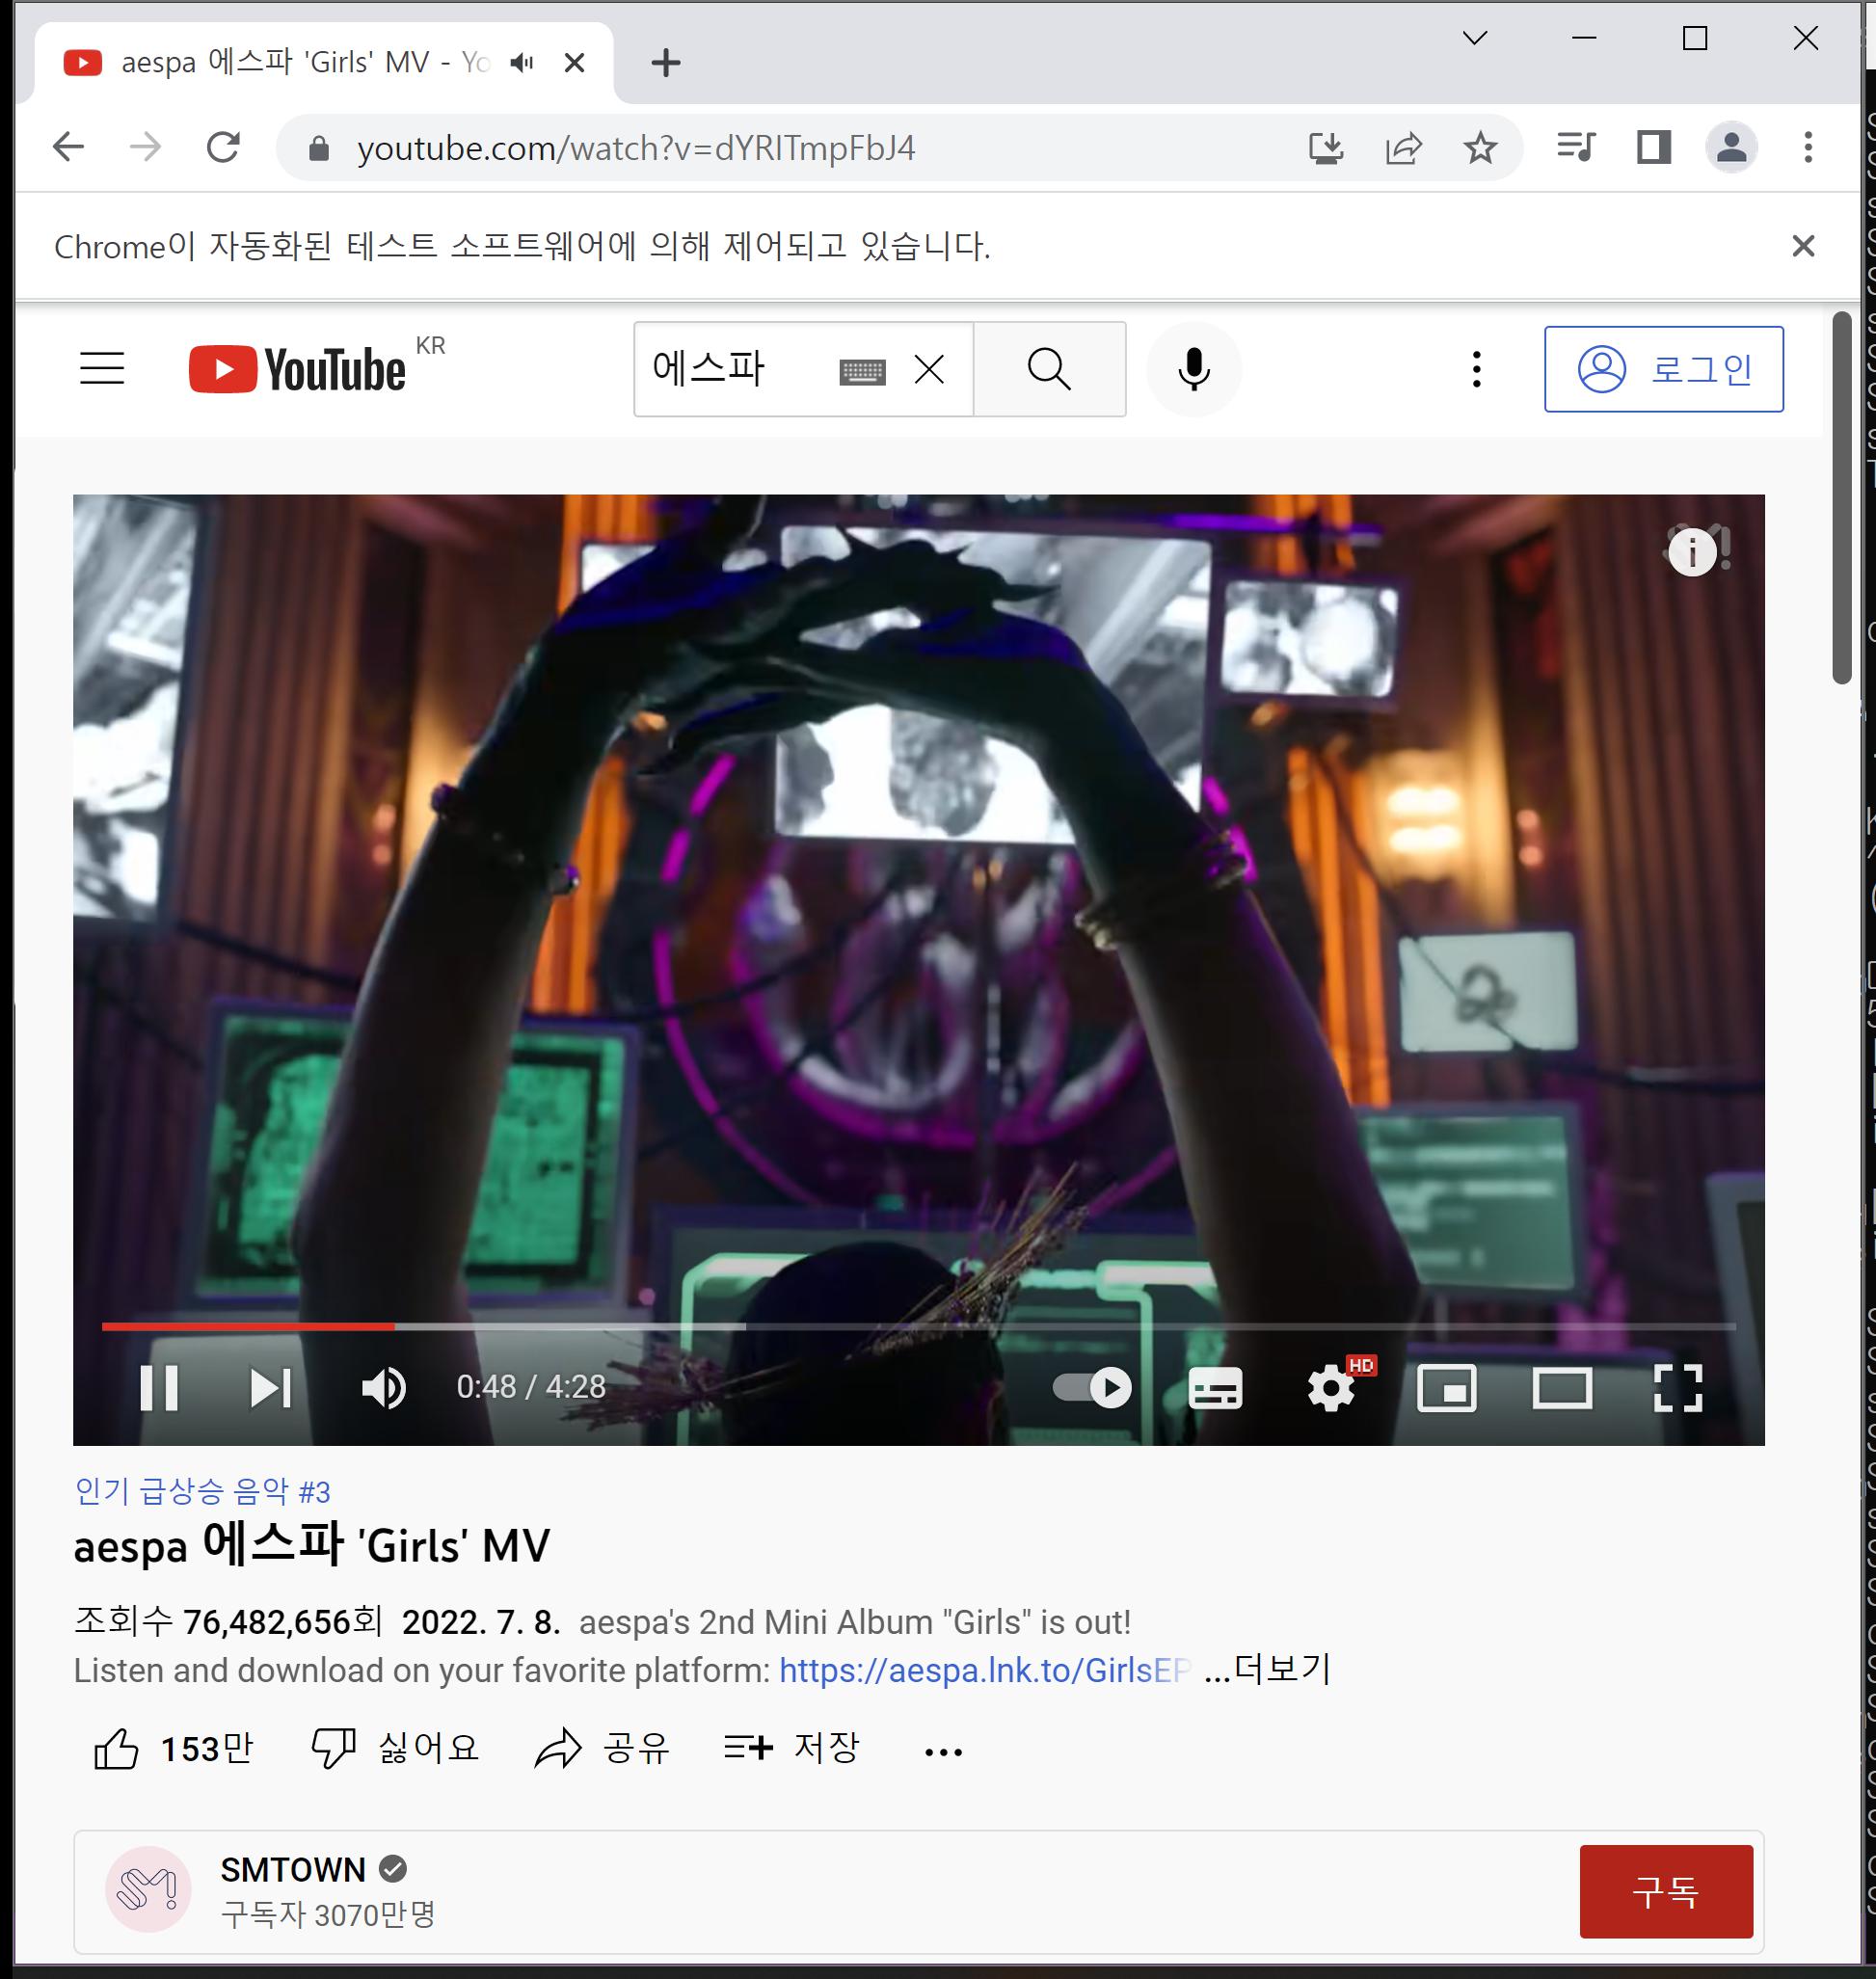 aespa 에스파 'Girls' MV - Yo
youtube.com/watch?v=dYRITmpFbJ4
Chrome이 자동화된 테스트 소프트웨어에 의해 제어되고 있습니다.
YouTube KR
에스파
로그인
0:48 / 4:28
HD
인기 급상승 음악 #3
aespa 에스파 'Girls' MV
조회수 76,482,656회 2022. 7. 8. aespa's 2nd Mini Album "Girls" is out!
Listen and download on your favorite platform: https://aespa.lnk.to/GirlsEP ...더보기
153만 싫어요 공유 저장
SMTOWN
구독자 3070만명
구독